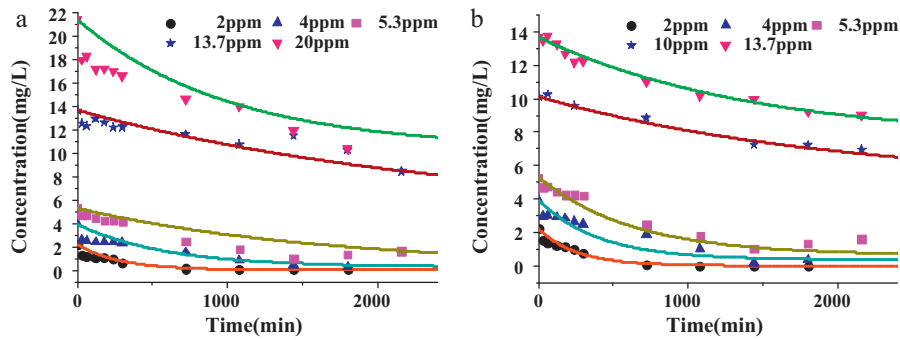 a
2ppm 4ppm 5.3ppm
13.7ppm 20ppm
Concentration(mg/L)
22
20
18
16
14
12
10
8
6
4
2
0
0 1000 2000
Time(min)
b
2ppm 4ppm 5.3ppm
10ppm 13.7ppm
Concentration(mg/L)
14
12
10
8
6
4
2
0
0 1000 2000
Time(min)